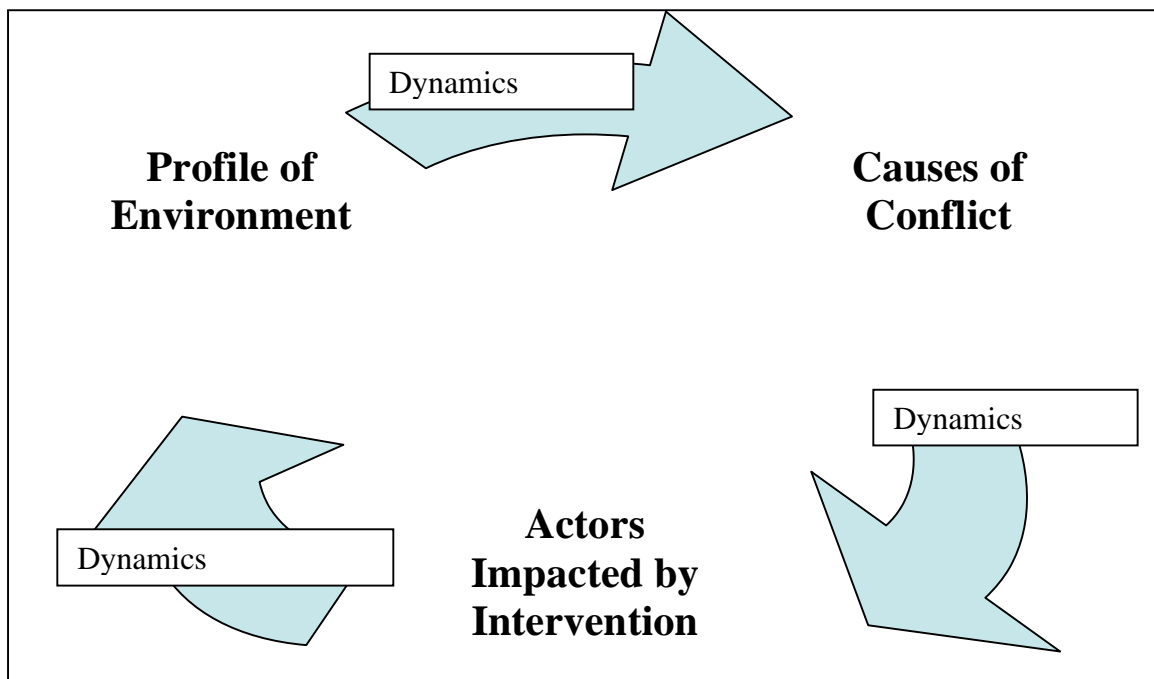 Dynamics
Profile of
Environment
Causes of
Conflict
Dynamics
Dynamics
Actors
Impacted by
Intervention